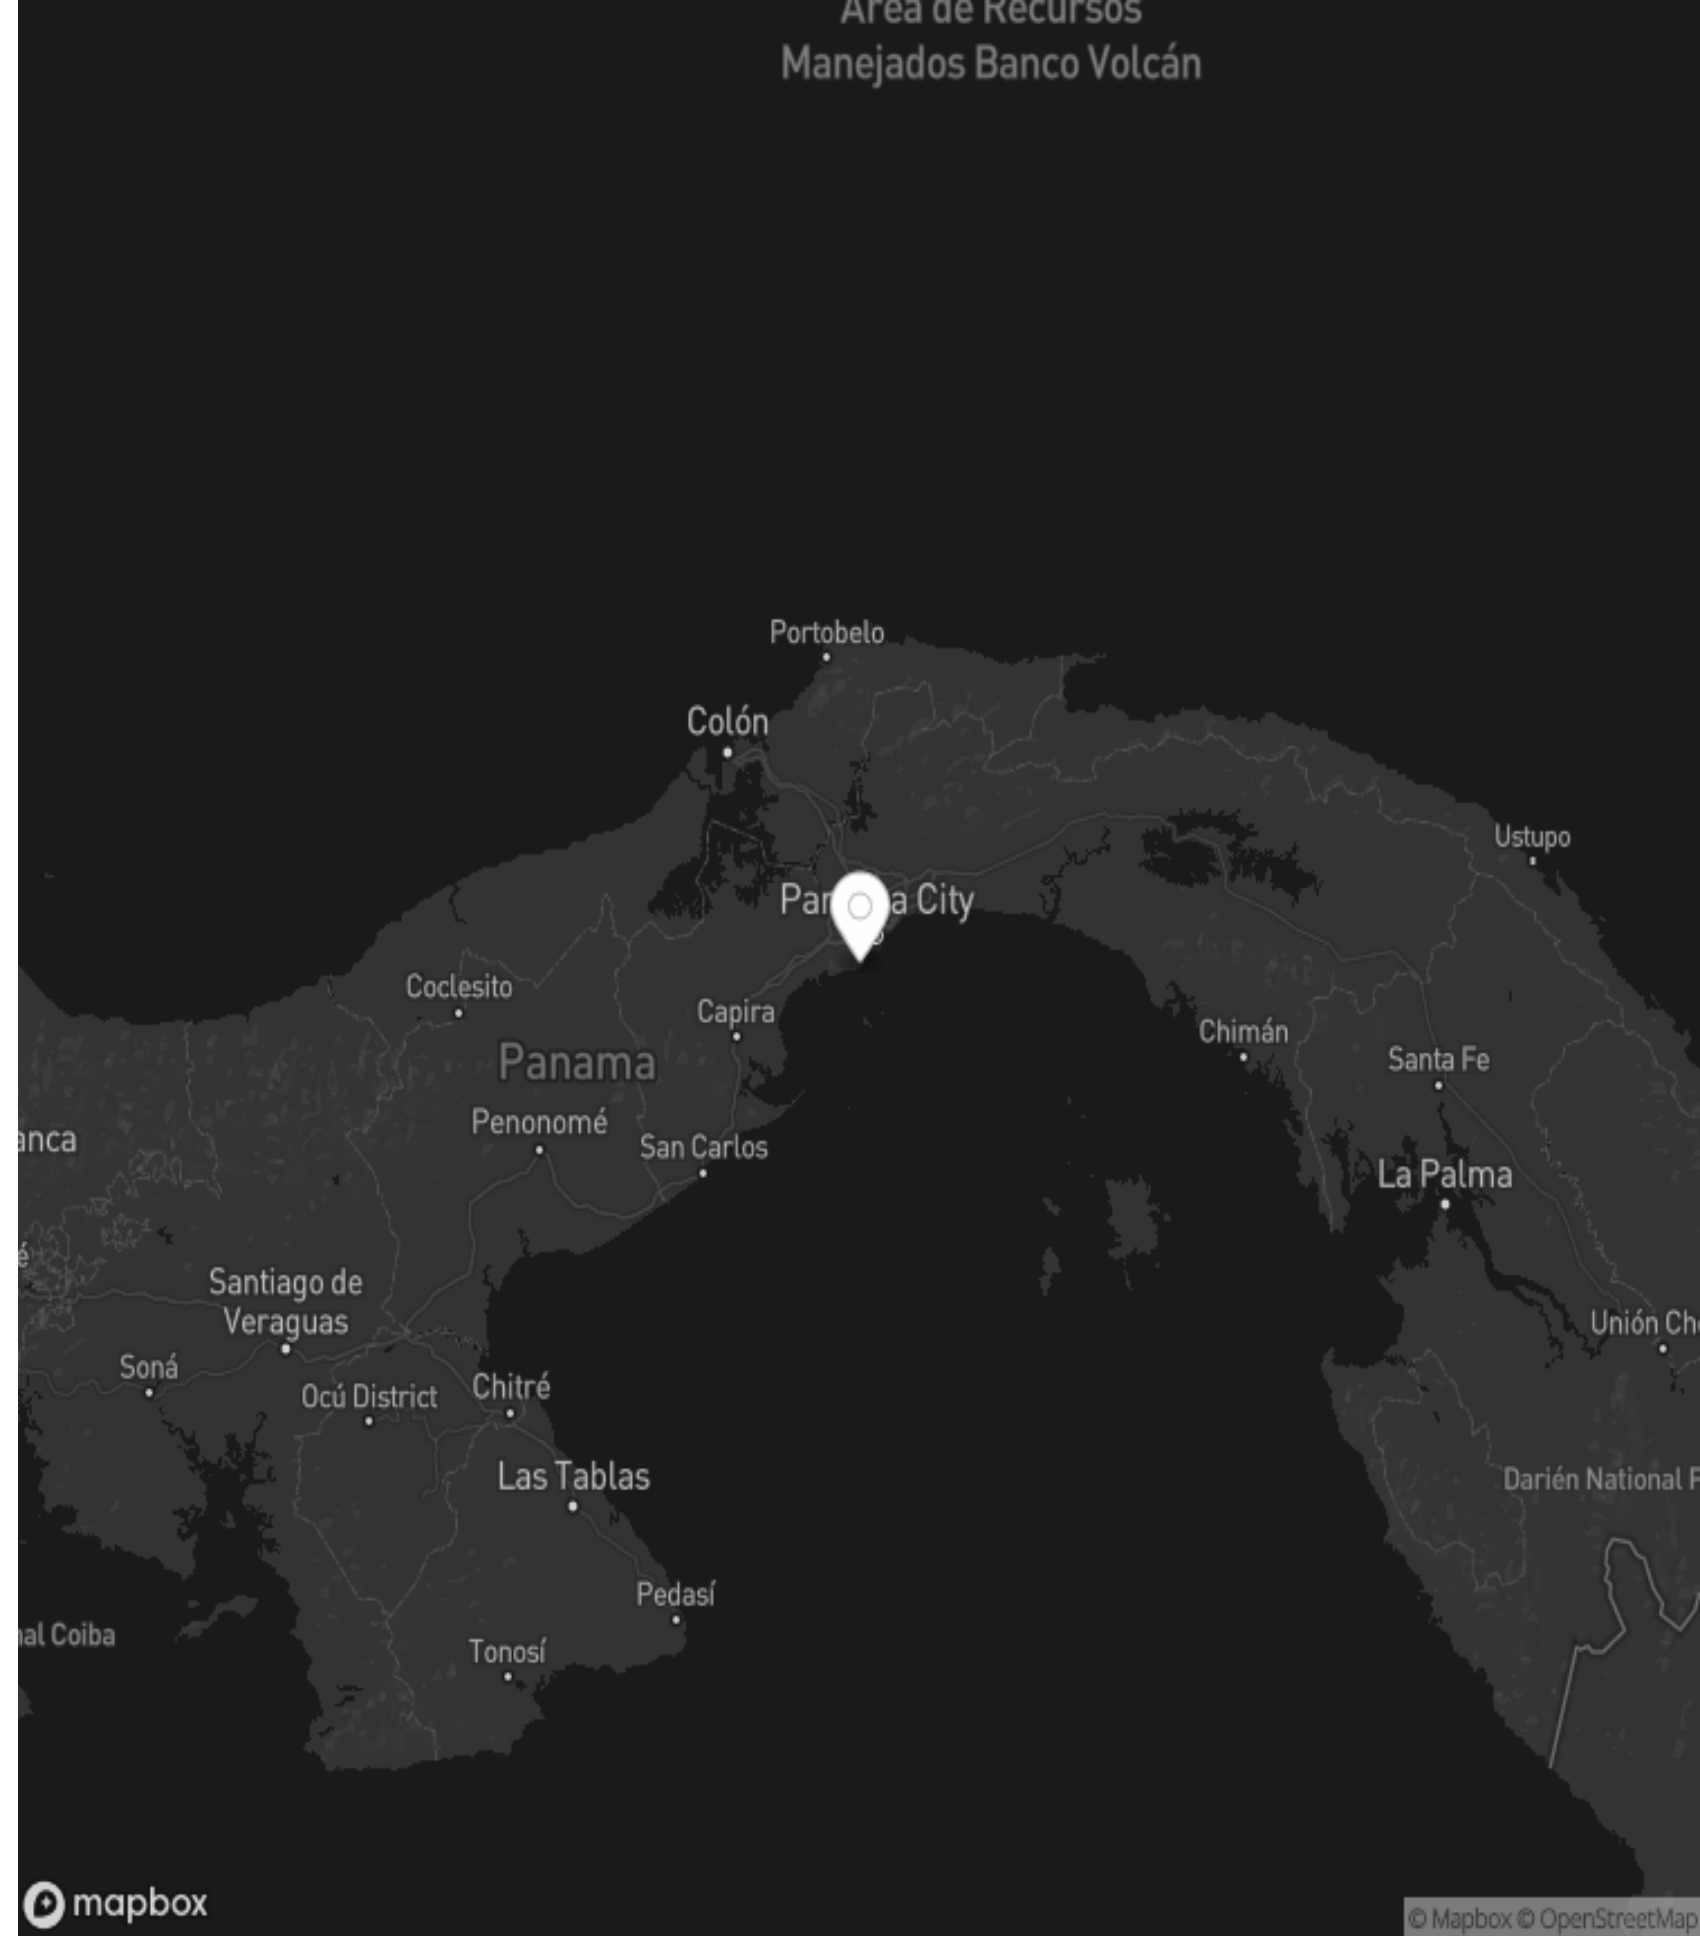 Área de Recursos
Manejados Banco Volcán
Portobelo
Colón
Ustupo
Panama City
Coclesito
Capira
Chimán
Panama
Santa Fe
Penonomé
anca
San Carlos
La Palma
é
Santiago de
Veraguas
Unión Ch
Soná
Chitré
Ocú District
Las Tablas
Darién National P
Pedasí
al Coiba
Tonosí
mapbox
© Mapbox © OpenStreetMap